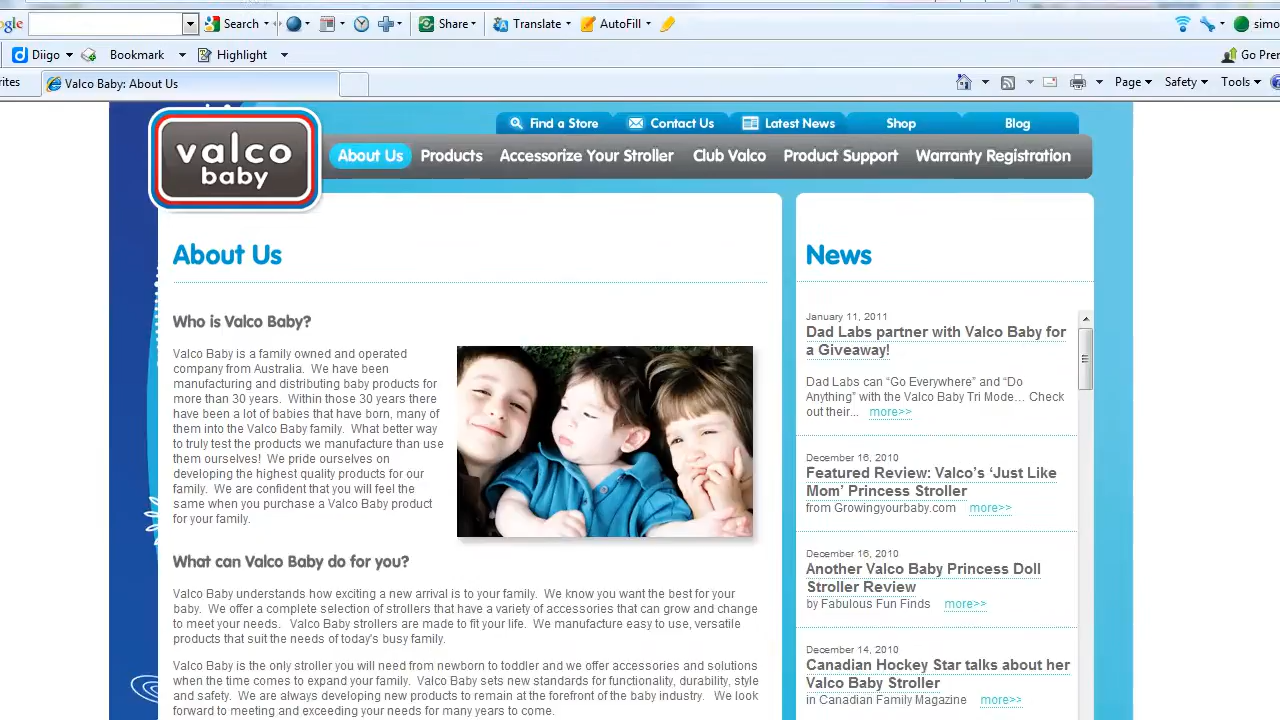 ogle Search Share Translate AutoFill simo
Diigo Bookmark Highlight Go Pren
rites Valco Baby: About Us Page Safety Tools
Find a Store Contact Us Latest News Shop Blog
valco
baby
About Us Products Accessorize Your Stroller Club Valco Product Support Warranty Registration
About Us
Who is Valco Baby?
Valco Baby is a family owned and operated
company from Australia. We have been
manufacturing and distributing baby products for
more than 30 years. Within those 30 years there
have been a lot of babies that have born, many of
them into the Valco Baby family. What better way
to truly test the products we manufacture than use
them ourselves! We pride ourselves on
developing the highest quality products for our
family. We are confident that you will feel the
same when you purchase a Valco Baby product
for your family.
What can Valco Baby do for you?
Valco Baby understands how exciting a new arrival is to your family. We know you want the best for your
baby. We offer a complete selection of strollers that have a variety of accessories that can grow and change
to meet your needs. Valco Baby strollers are made to fit your life. We manufacture easy to use, versatile
products that suit the needs of today's busy family.
Valco Baby is the only stroller you will need from newborn to toddler and we offer accessories and solutions
when the time comes to expand your family. Valco Baby sets new standards for functionality, durability, style
and safety. We are always developing new products to remain at the forefront of the baby industry. We look
forward to meeting and exceeding your needs for many years to come.
News
January 11, 2011
Dad Labs partner with Valco Baby for
a Giveaway!
Dad Labs can “Go Everywhere” and “Do
Anything” with the Valco Baby Tri Mode… Check
out their... more>>
December 16, 2010
Featured Review: Valco’s ‘Just Like
Mom’ Princess Stroller
from Growingyourbaby.com more>>
December 16, 2010
Another Valco Baby Princess Doll
Stroller Review
by Fabulous Fun Finds more>>
December 14, 2010
Canadian Hockey Star talks about her
Valco Baby Stroller
in Canadian Family Magazine more>>